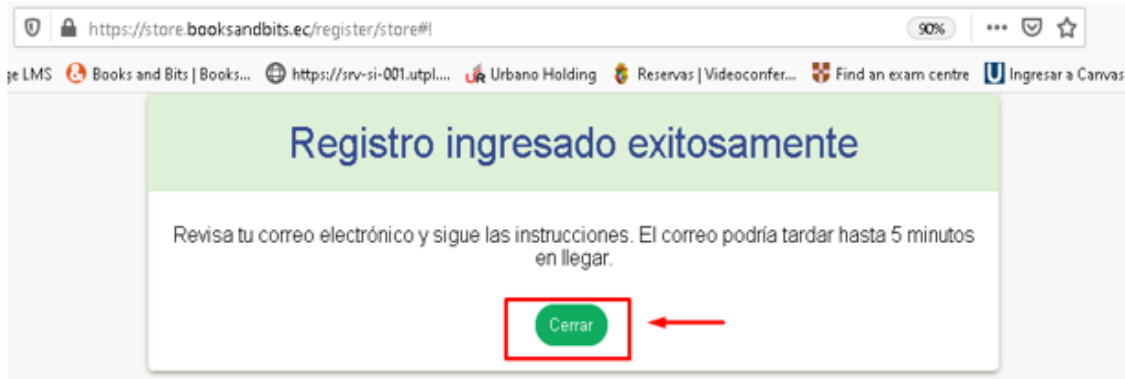 https://store.booksandbits.ec/register/store#!
90%
ge LMS Books and Bits | Books... https://srv-si-001.utpl.... Urbano Holding Reservas | Videoconfer... Find an exam centre Ingresar a Canvas
Registro ingresado exitosamente
Revisa tu correo electrónico y sigue las instrucciones. El correo podría tardar hasta 5 minutos
en llegar.
Cerrar